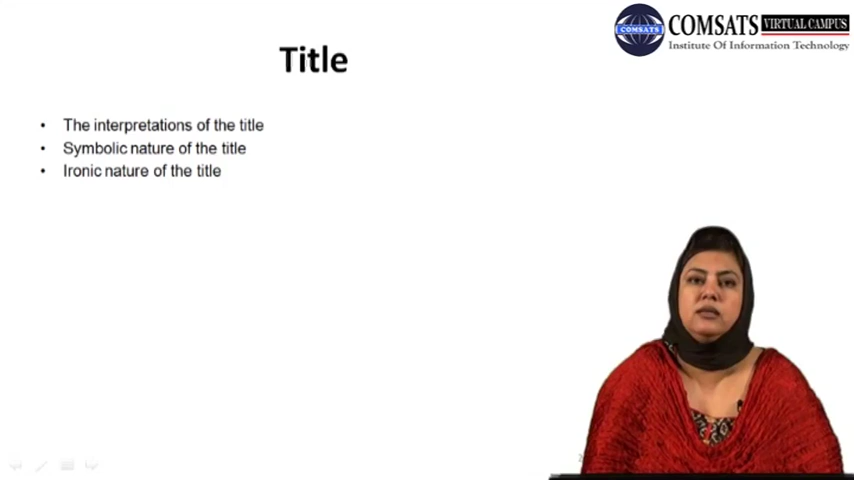 COMSATS VIRTUAL CAMPUS
COMSATS
Institute Of Information Technology
Title
• The interpretations of the title
• Symbolic nature of the title
• Ironic nature of the title